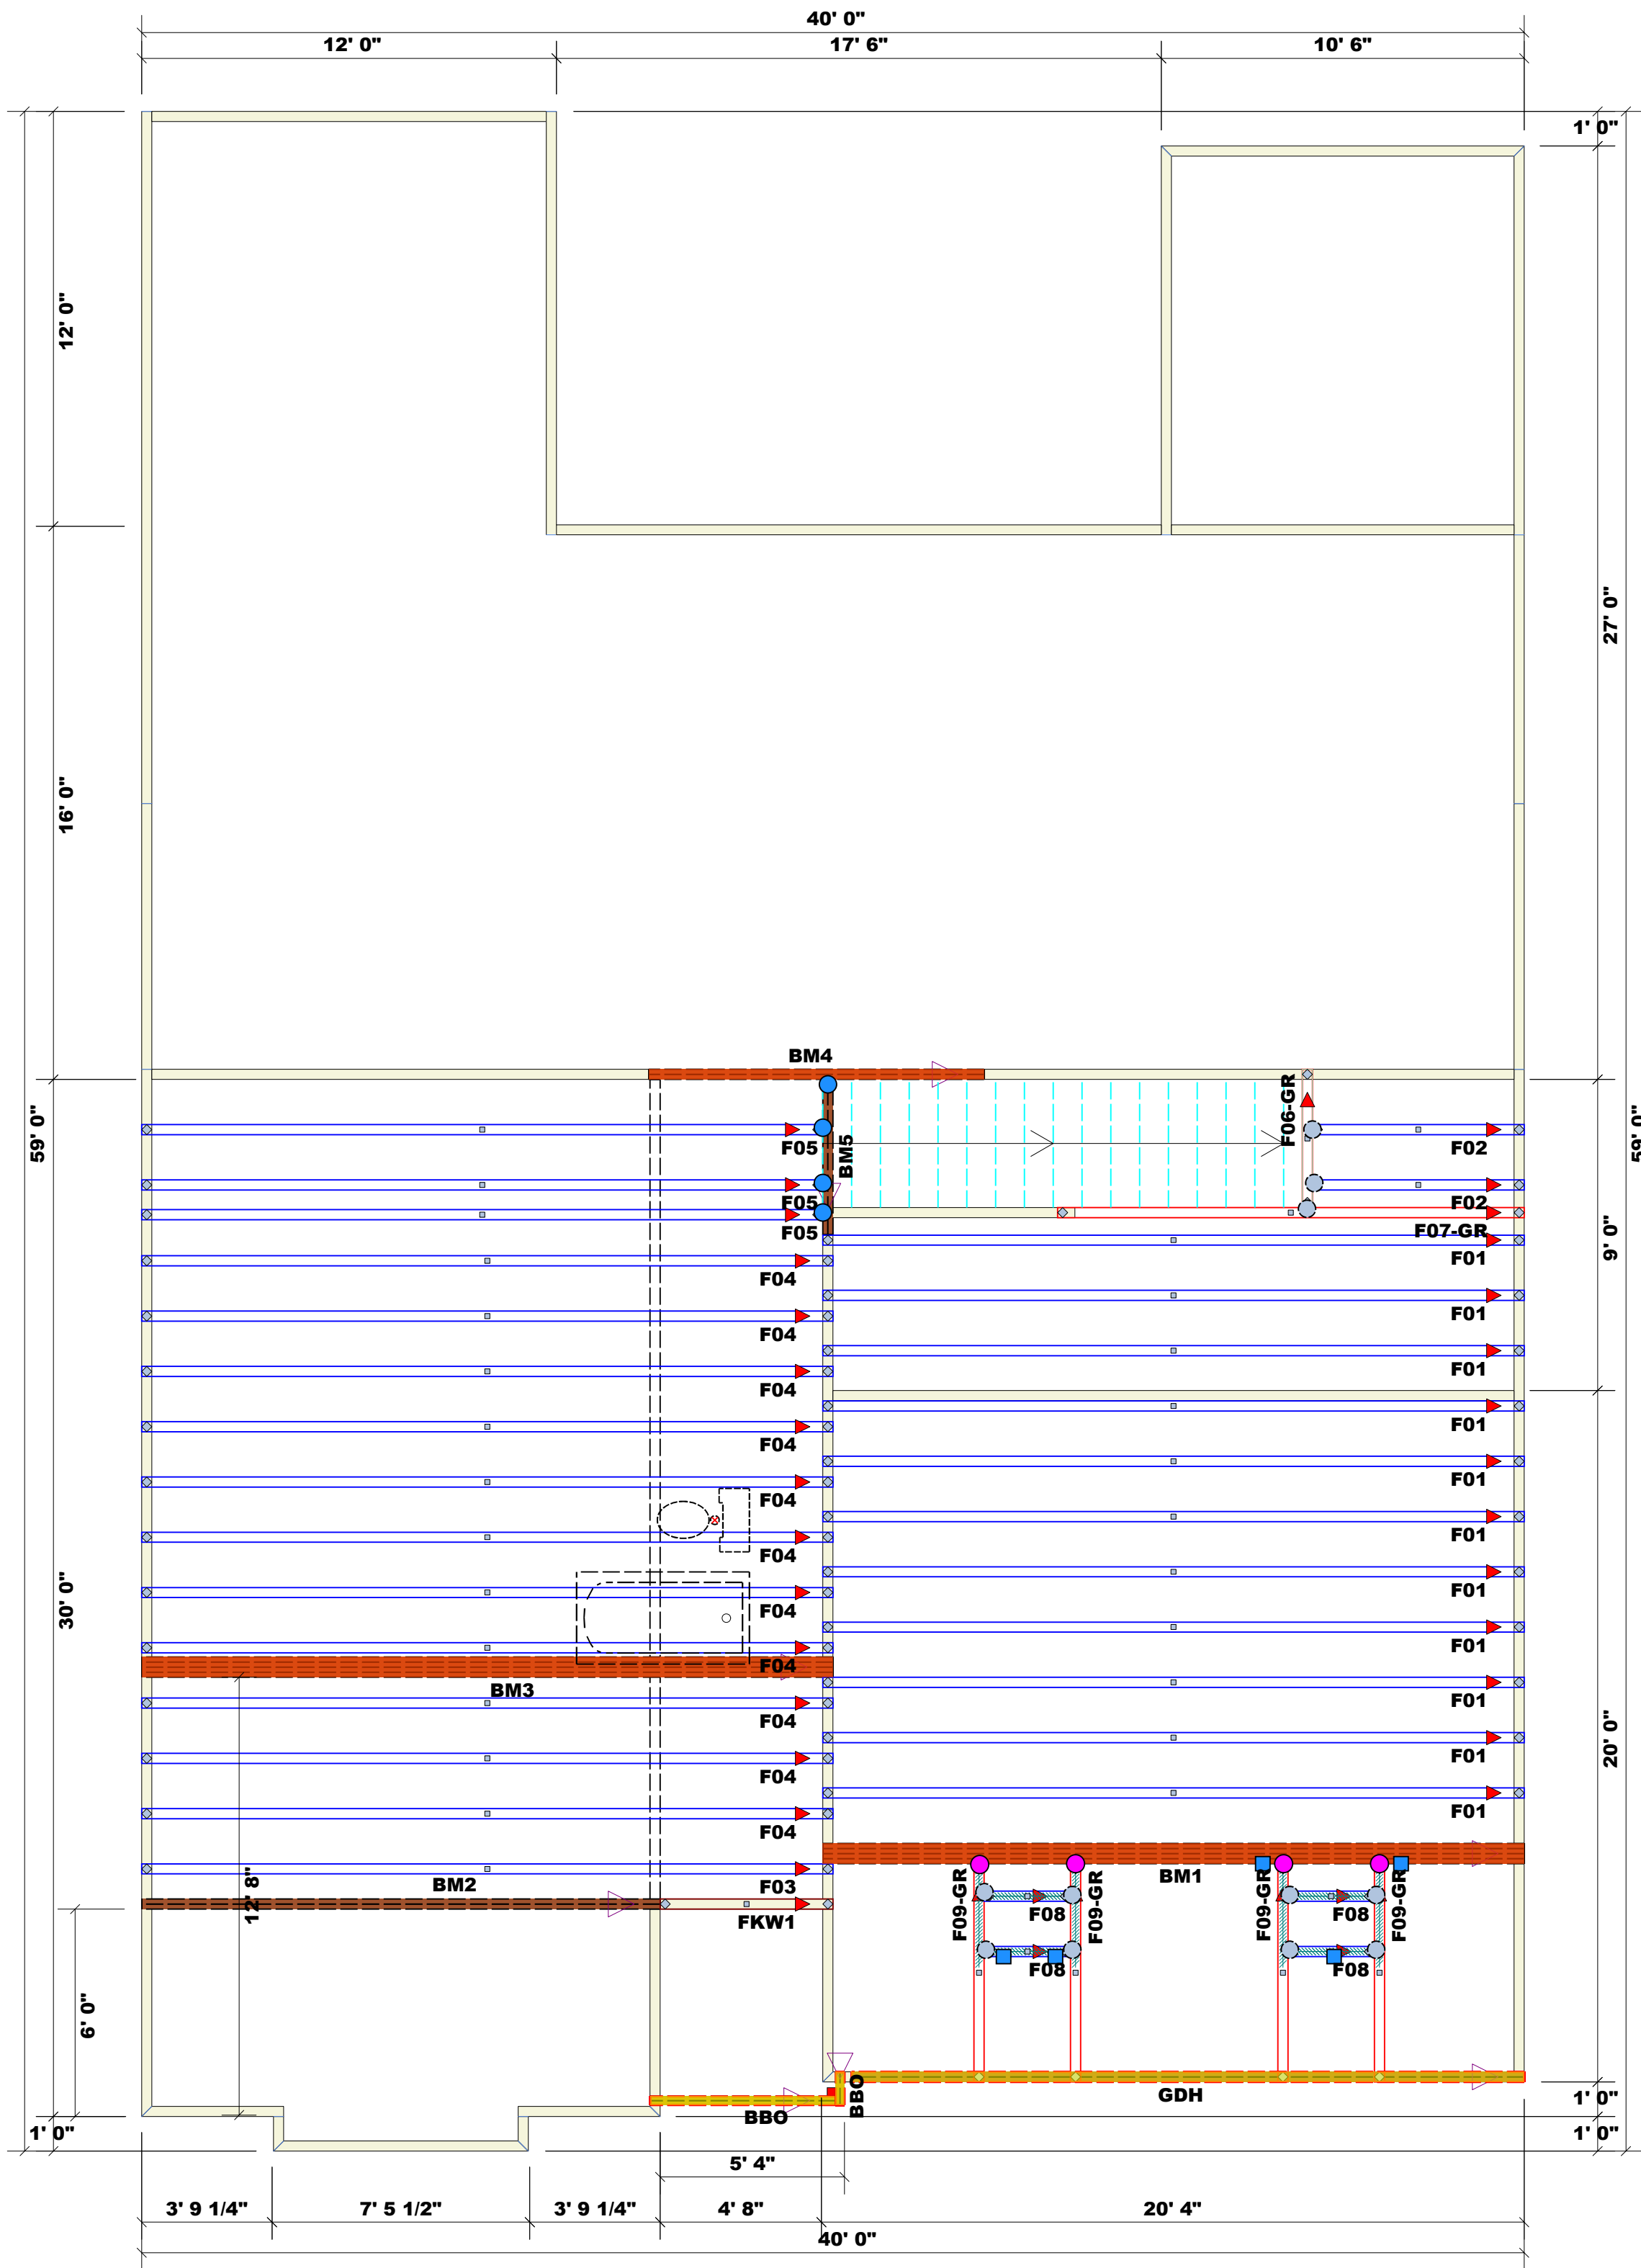 40' 0"
12' 0"
17' 6"
10' 6"
1' 0"
12' 0"
27' 0"
16' 0"
BM4
F06-GR
59' 0"
59' 0"
F05
BM5
F02
F05
F02
F05
F07-GR
9' 0"
F01
F04
F01
F04
F01
F04
F01
F04
F01
F04
F01
F04
F01
30' 0"
F04
F01
20' 0"
F04
BM3
F01
F04
F01
F04
F01
F04
12' 8"
BM2
F03
BM1
F09-GR
F09-GR
F09-GR
F09-GR
FKW1
F08
F08
F08
F08
6' 0"
BBO
GDH
BBO
1' 0"
1' 0"
1' 0"
5' 4"
3' 9 1/4"
7' 5 1/2"
3' 9 1/4"
4' 8"
20' 4"
40' 0"